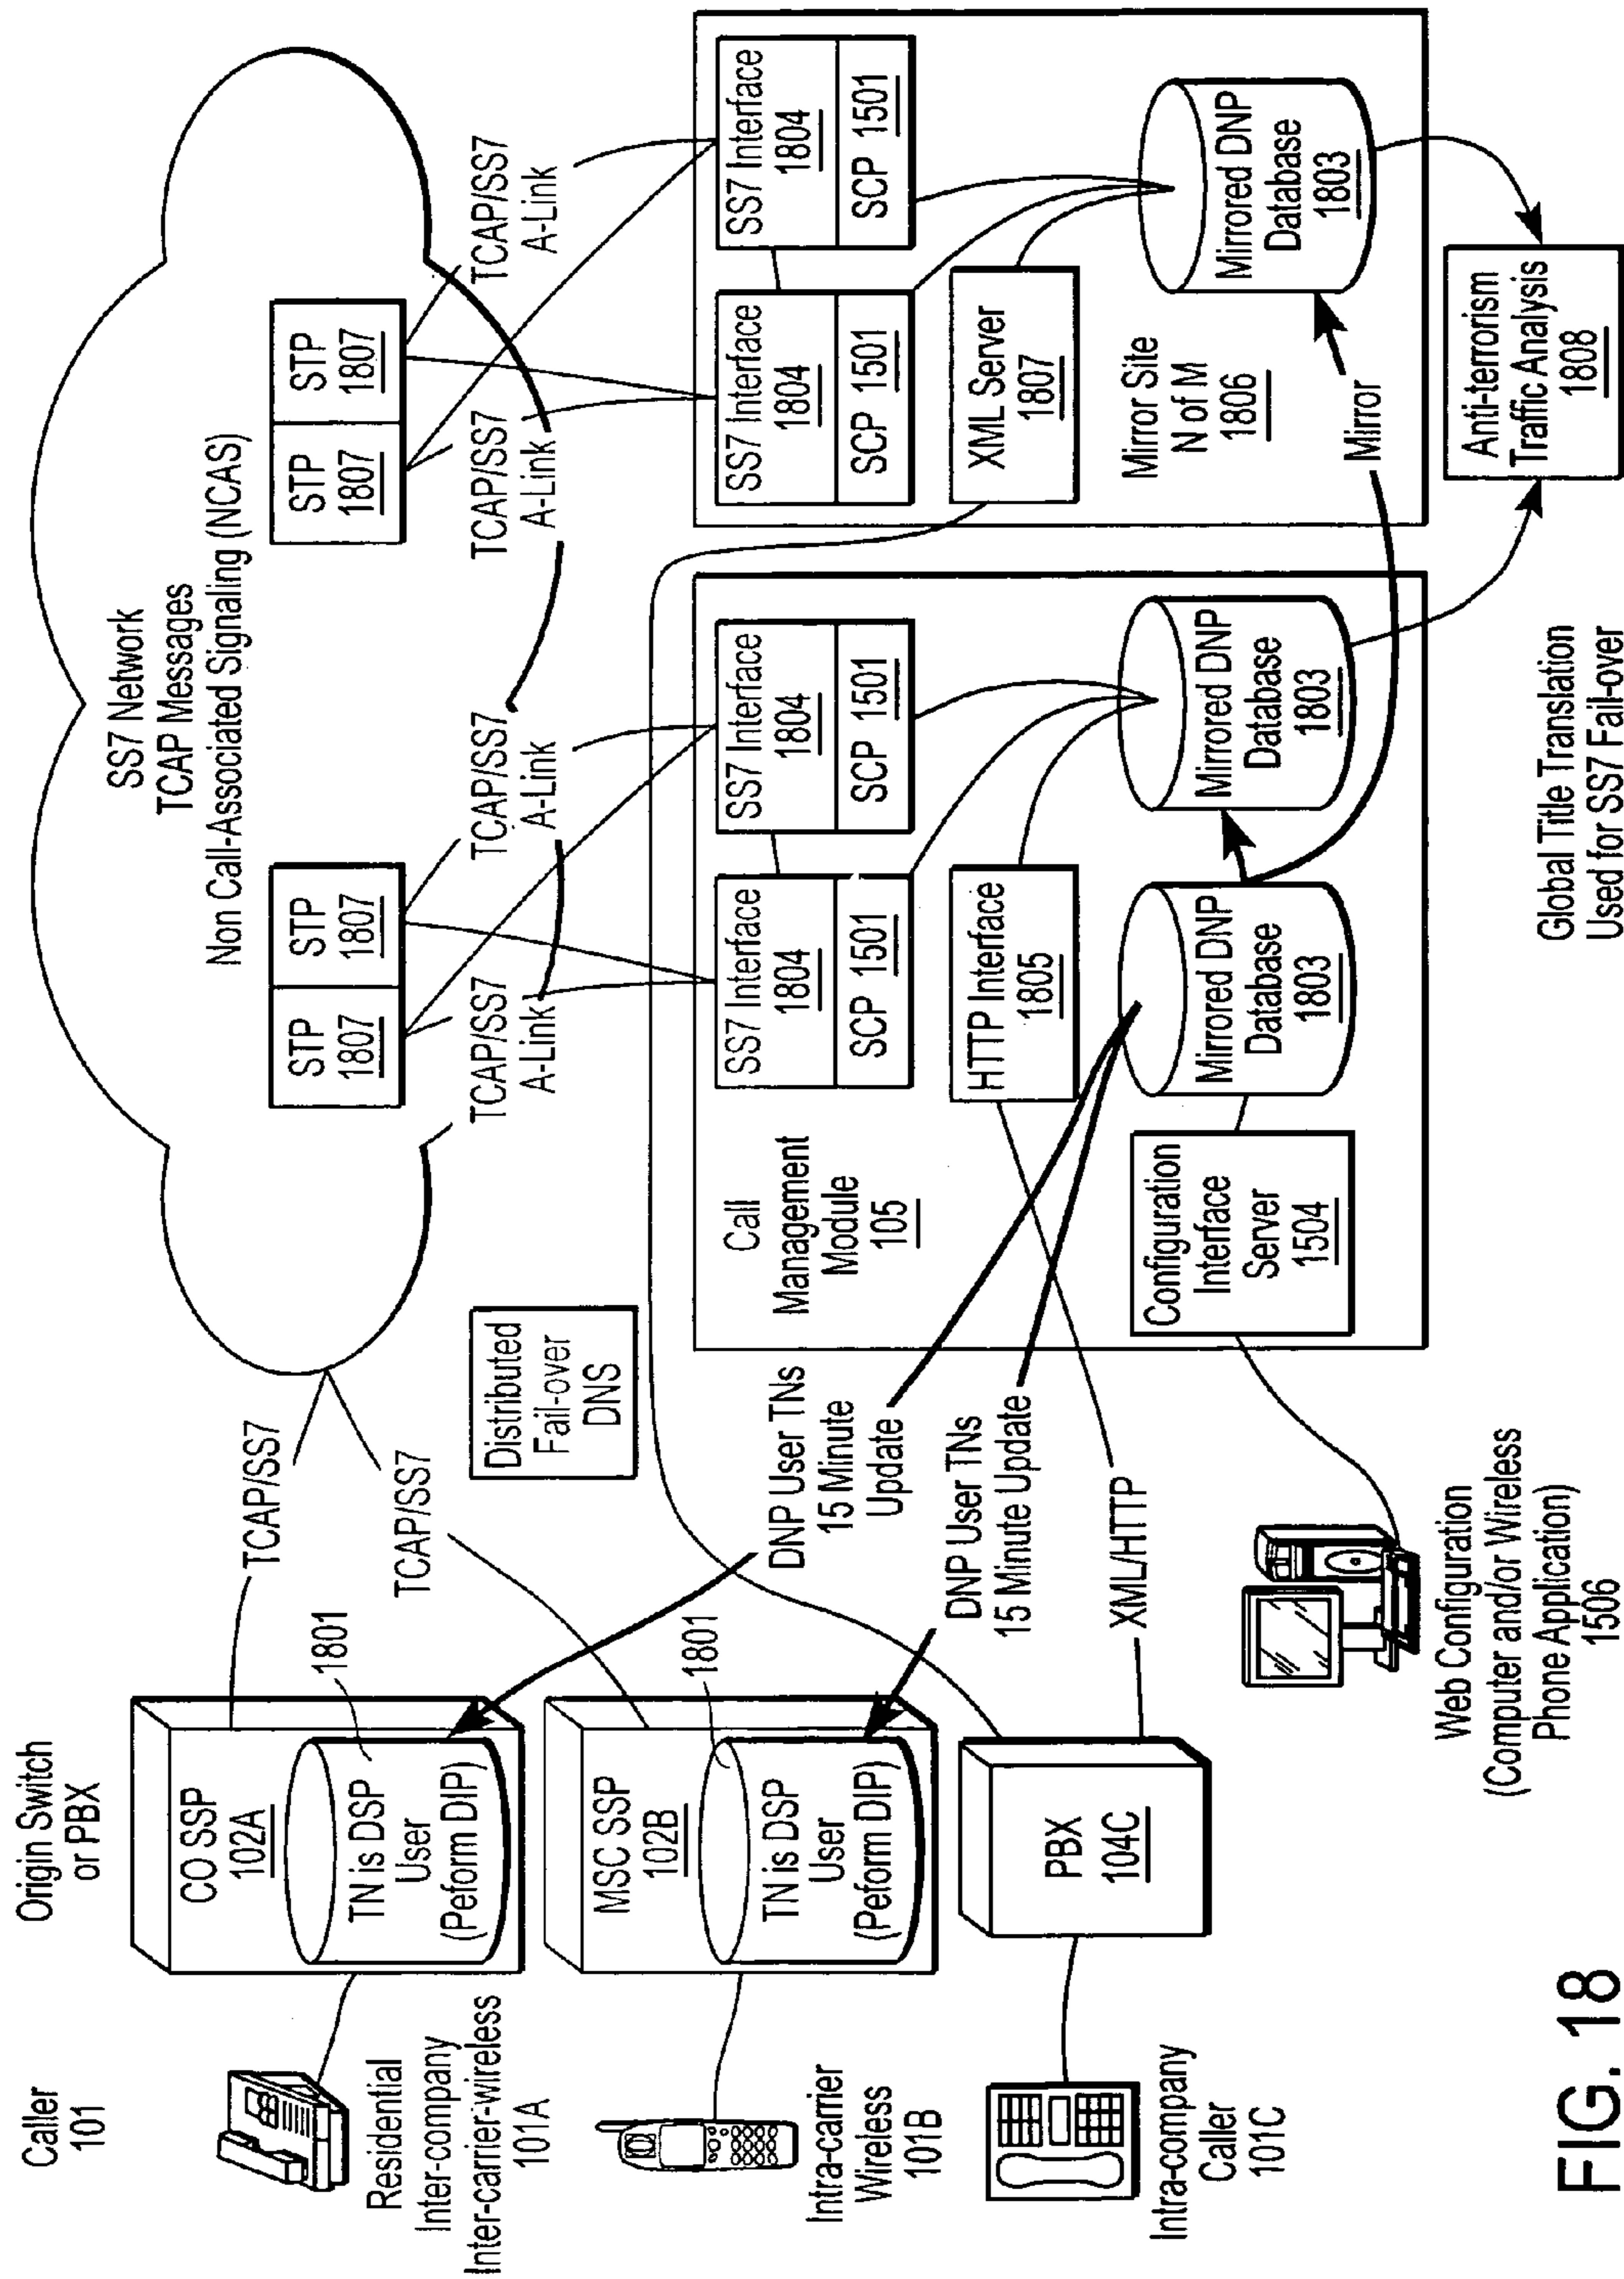 Caller
101
Origin Switch
or PBX
Residential
Inter-company
Inter-carrier-wireless
101A
Intra-carrier
Wireless
101B
Intra-company
Caller
101C
CO SSP
102A
TN is DSP
User
(Peform DIP)
1801
MSC SSP
102B
TN is DSP
User
(Peform DIP)
1801
PBX
104C
TCAP/SS7
TCAP/SS7
Distributed
Fail-over
DNS
DNP User TNs
15 Minute
Update
DNP User TNs
15 Minute Update
XML/HTTP
Web Configuration
(Computer and/or Wireless
Phone Application)
1506
SS7 Network
TCAP Messages
Non Call-Associated Signaling (NCAS)
STP
1807
STP
1807
STP
1807
STP
1807
TCAP/SS7
A-Link
TCAP/SS7
A-Link
TCAP/SS7
A-Link
TCAP/SS7
A-Link
Call
Management
Module
105
SS7 Interface
1804
SCP 1501
SS7 Interface
1804
SCP 1501
HTTP Interface
1805
Configuration
Interface
Server
1504
Mirrored DNP
Database
1803
Mirrored DNP
Database
1803
SS7 Interface
1804
SCP 1501
SS7 Interface
1804
SCP 1501
XML Server
1807
Mirror Site
N of M
1806
Mirrored DNP
Database
1803
Mirror
Anti-terrorism
Traffic Analysis
1808
Global Title Translation
Used for SS7 Fail-over
FIG. 18